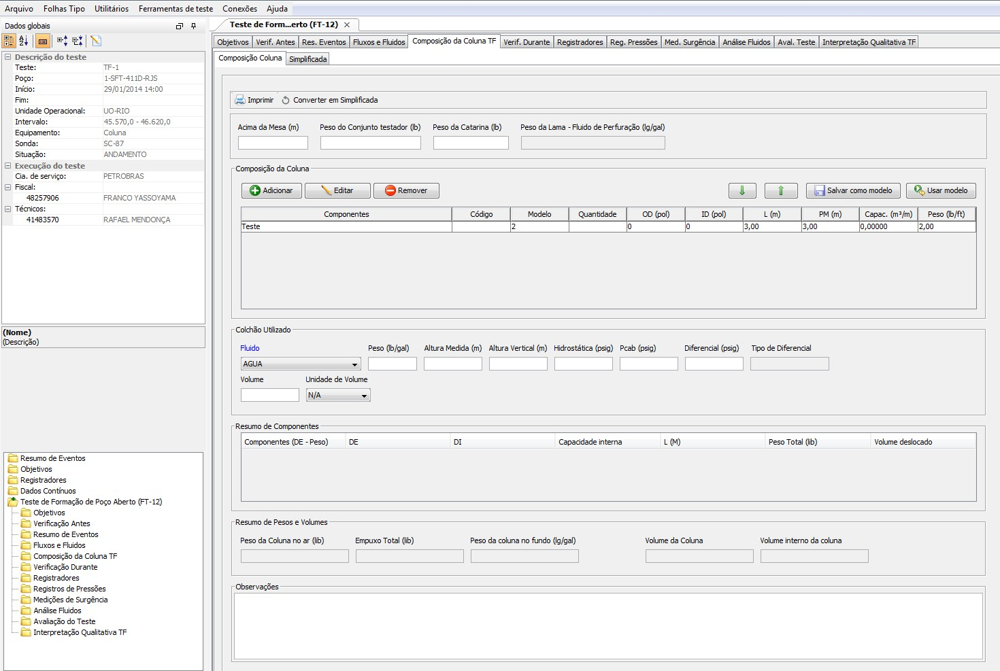 Arquivo Folhas Tipo Utilitários Ferramentas de teste Conexões Ajuda
Dados globais
Descrição do teste
Teste: TF-1
Poço: 1-SFT-411D-RJS
Início: 29/01/2014 14:00
Fim:
Unidade Operacional: UO-RIO
Intervalo: 45.570,0 - 46.620,0
Equipamento: Coluna
Sonda: SC-87
Situação: ANDAMENTO
Execução do teste
Cia. de serviço: PETROBRAS
Fiscal:
48257906 FRANCO YASSOYAMA
Técnicos:
41483570 RAFAEL MENDONÇA
(Nome)
(Descrição)
Resumo de Eventos
Objetivos
Registradores
Dados Contínuos
Teste de Formação de Poço Aberto (FT-12)
Objetivos
Verificação Antes
Resumo de Eventos
Fluxos e Fluidos
Composição da Coluna TF
Verificação Durante
Registradores
Registros de Pressões
Medições de Surgência
Análise Fluidos
Avaliação do Teste
Interpretação Qualitativa TF
Teste de Form...erto (FT-12)
Objetivos Verif. Antes Res. Eventos Fluxos e Fluidos Composição da Coluna TF Verif. Durante Registradores Reg. Pressões Med. Surgência Análise Fluidos Aval. Teste Interpretação Qualitativa TF
Composição Coluna Simplificada
Imprimir Converter em Simplificada
Acima da Mesa (m) Peso do Conjunto testador (lb) Peso da Catarina (lb) Peso da Lama - Fluido de Perfuração (lg/gal)
Composição da Coluna
Adicionar Editar Remover Salvar como modelo Usar modelo
Componentes Código Modelo Quantidade OD (pol) ID (pol) L (m) PM (m) Capac. (m³/m) Peso (lb/ft)
Teste 2 0 0 3,00 3,00 0,00000 2,00
Colchão Utilizado
Fluido Peso (lb/gal) Altura Medida (m) Altura Vertical (m) Hidrostática (psig) Pcab (psig) Diferencial (psig) Tipo de Diferencial
AGUA
Volume Unidade de Volume
N/A
Resumo de Componentes
Componentes (DE - Peso) DE DI Capacidade interna L (M) Peso Total (lib) Volume deslocado
Resumo de Pesos e Volumes
Peso da Coluna no ar (lib) Empuxo Total (lib) Peso da coluna no fundo (lg/gal) Volume da Coluna Volume interno da coluna
Observações